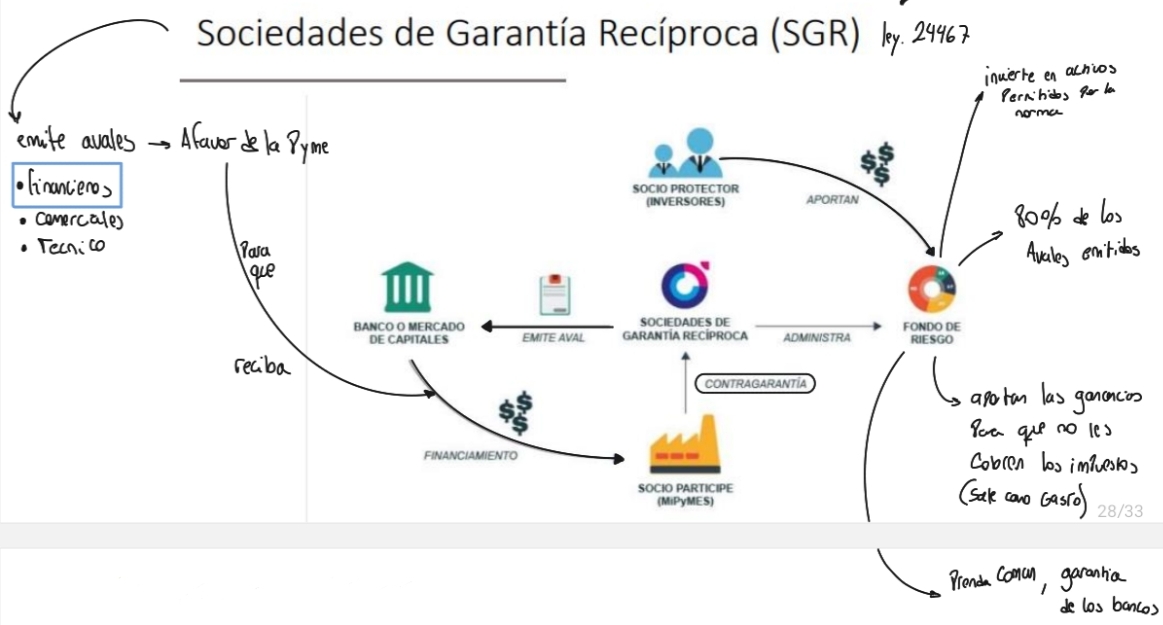 Sociedades de Garantía Recíproca (SGR)
ley. 24467
emite avales → A favor de la Pyme
• financieros
• comerciales
• Tecnico
Para
que
reciba
invierte en activos
Permitidos por la
norma
SOCIO PROTECTOR
(INVERSORES)
$$$
APORTAN
80% de los
Avales emitidos
BANCO O MERCADO
DE CAPITALES
EMITE AVAL
SOCIEDADES DE
GARANTÍA RECÍPROCA
ADMINISTRA
FONDO DE
RIESGO
CONTRAGARANTÍA
$$$
FINANCIAMIENTO
SOCIO PARTICIPE
(MiPyMES)
aportan las ganancias
Para que no les
Cobren los impuestos
(Sale como Gasto)
28/33
Prenda Comun, garantia
de los bancos